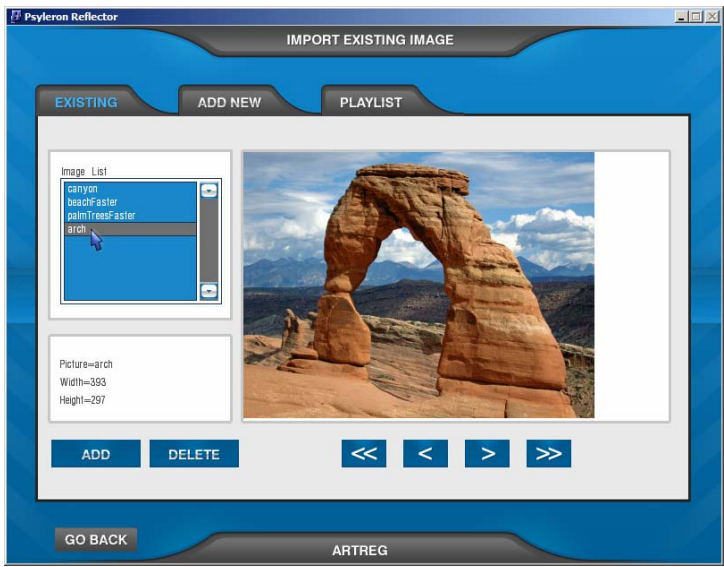 Psyleron Reflector
IMPORT EXISTING IMAGE
EXISTING
ADD NEW
PLAYLIST
Image List
canyon
beachFaster
palmTreesFaster
arch
Picture=arch
Width=393
Height=297
ADD
DELETE
<<
<
>
>>
GO BACK
ARTREG